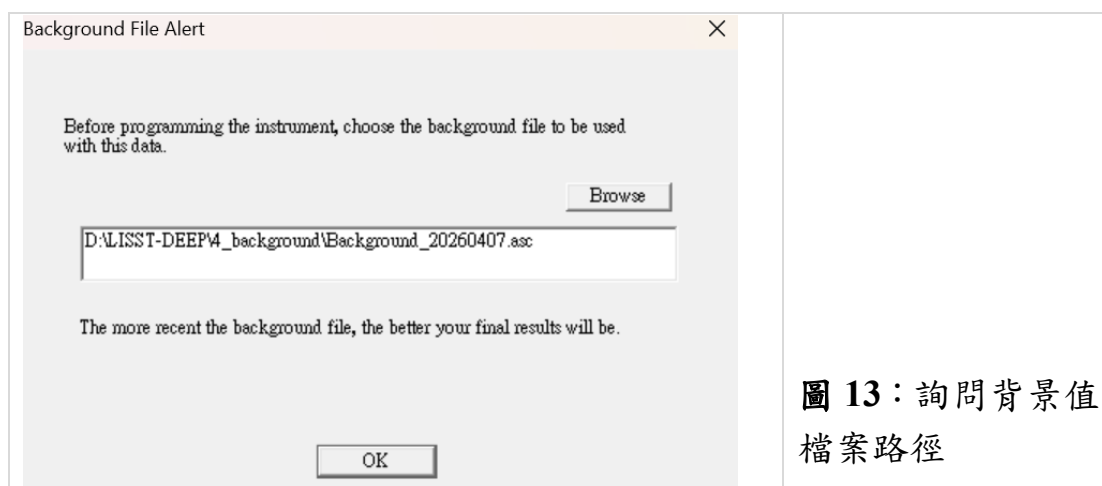 Background File Alert
Before programming the instrument, choose the background file to be used
with this data.
Browse
D:\LISST-DEEP\4_background\Background_20260407.asc
The more recent the background file, the better your final results will be.
OK
圖 13：詢問背景值
檔案路徑